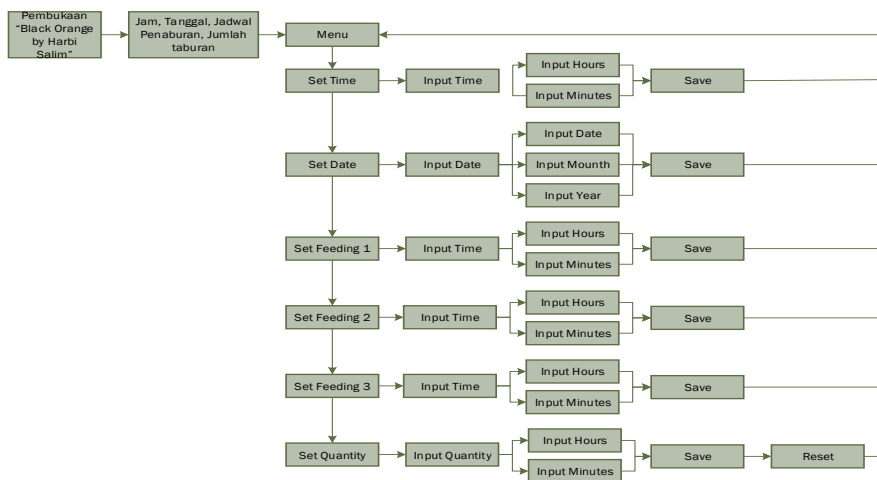 Pembukaan
“Black Orange
by Harbi
Salim”
Jam, Tanggal, Jadwal
Penaburan, Jumlah
taburan
Menu
Set Time
Input Time
Input Hours
Input Minutes
Save
Set Date
Input Date
Input Date
Input Mounth
Input Year
Save
Set Feeding 1
Input Time
Input Hours
Input Minutes
Save
Set Feeding 2
Input Time
Input Hours
Input Minutes
Save
Set Feeding 3
Input Time
Input Hours
Input Minutes
Save
Set Quantity
Input Quantity
Input Hours
Input Minutes
Save
Reset